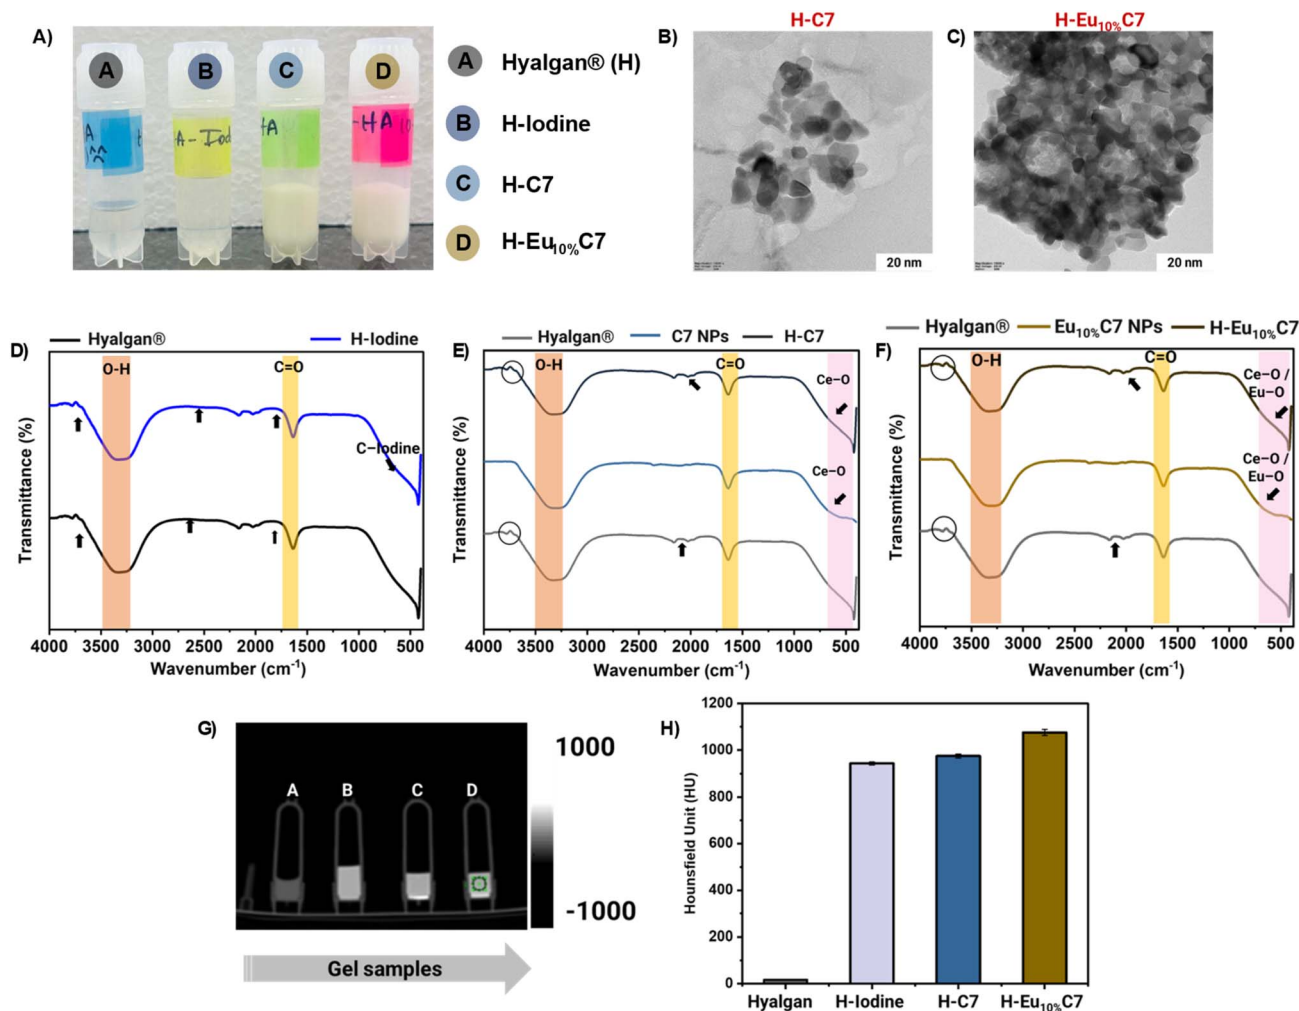 A)
A
B
C
D
A
^^
A-Iod
HA
-HA
A Hyalgan® (H)
B H-Iodine
C H-C7
D H-Eu10%C7
H-C7
B)
20 nm
H-Eu10%C7
C)
20 nm
D)
Hyalgan® H-Iodine
O-H
C=O
C–Iodine
Transmittance (%)
4000 3500 3000 2500 2000 1500 1000 500
Wavenumber (cm-1)
E)
Hyalgan® C7 NPs H-C7
O-H
C=O
Ce–O
Ce–O
Transmittance (%)
4000 3500 3000 2500 2000 1500 1000 500
Wavenumber (cm-1)
F)
Hyalgan® Eu10%C7 NPs H-Eu10%C7
O-H
C=O
Ce–O /
Eu–O
Ce–O /
Eu–O
Transmittance (%)
4000 3500 3000 2500 2000 1500 1000 500
Wavenumber (cm-1)
G)
A B C D
1000
-1000
Gel samples
H)
Hounsfield Unit (HU)
1200
1000
800
600
400
200
0
Hyalgan H-Iodine H-C7 H-Eu10%C7